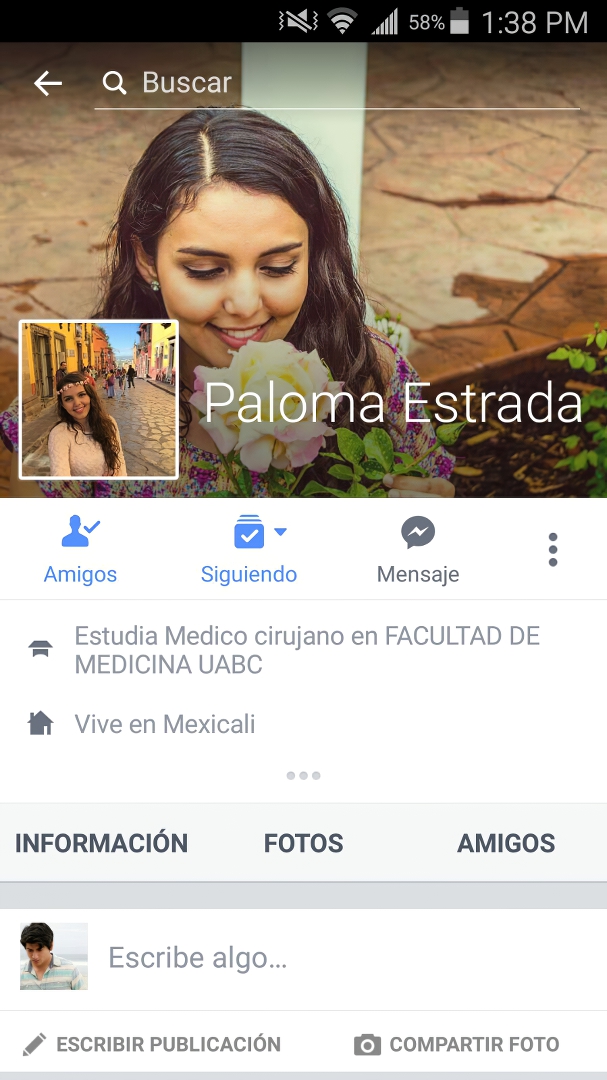 58% 1:38 PM
Buscar
Paloma Estrada
Amigos Siguiendo Mensaje
Estudia Medico cirujano en FACULTAD DE
MEDICINA UABC
Vive en Mexicali
INFORMACIÓN FOTOS AMIGOS
Escribe algo...
ESCRIBIR PUBLICACIÓN COMPARTIR FOTO